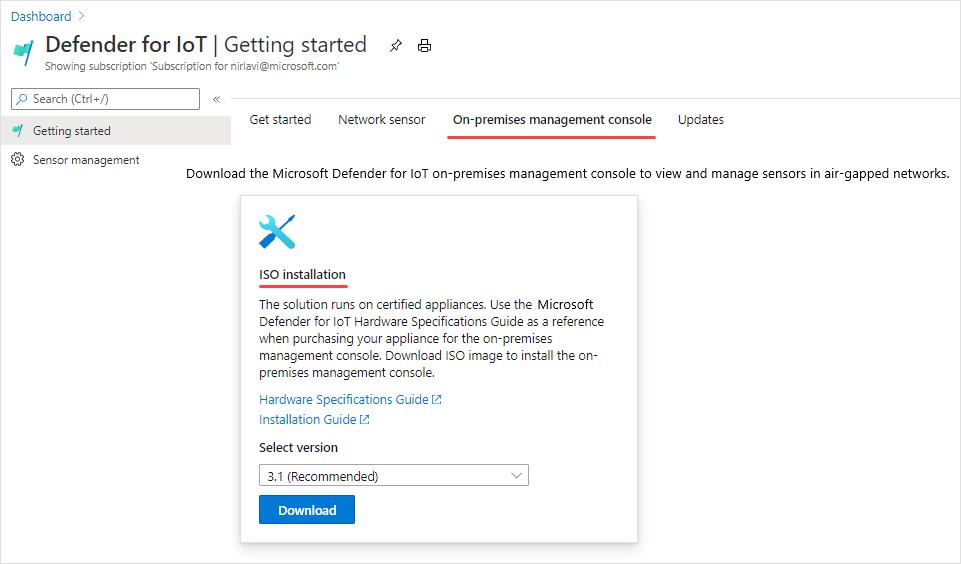 Dashboard
Defender for IoT | Getting started
Showing subscription 'Subscription for nirlavi@microsoft.com'
Search (Ctrl+/)
«
Getting started
Sensor management
Get started
Network sensor
On-premises management console
Updates
Download the Microsoft Defender for IoT on-premises management console to view and manage sensors in air-gapped networks.
ISO installation
The solution runs on certified appliances. Use the Microsoft
Defender for IoT Hardware Specifications Guide as a reference
when purchasing your appliance for the on-premises
management console. Download ISO image to install the on-
premises management console.
Hardware Specifications Guide
Installation Guide
Select version
3.1 (Recommended)
Download